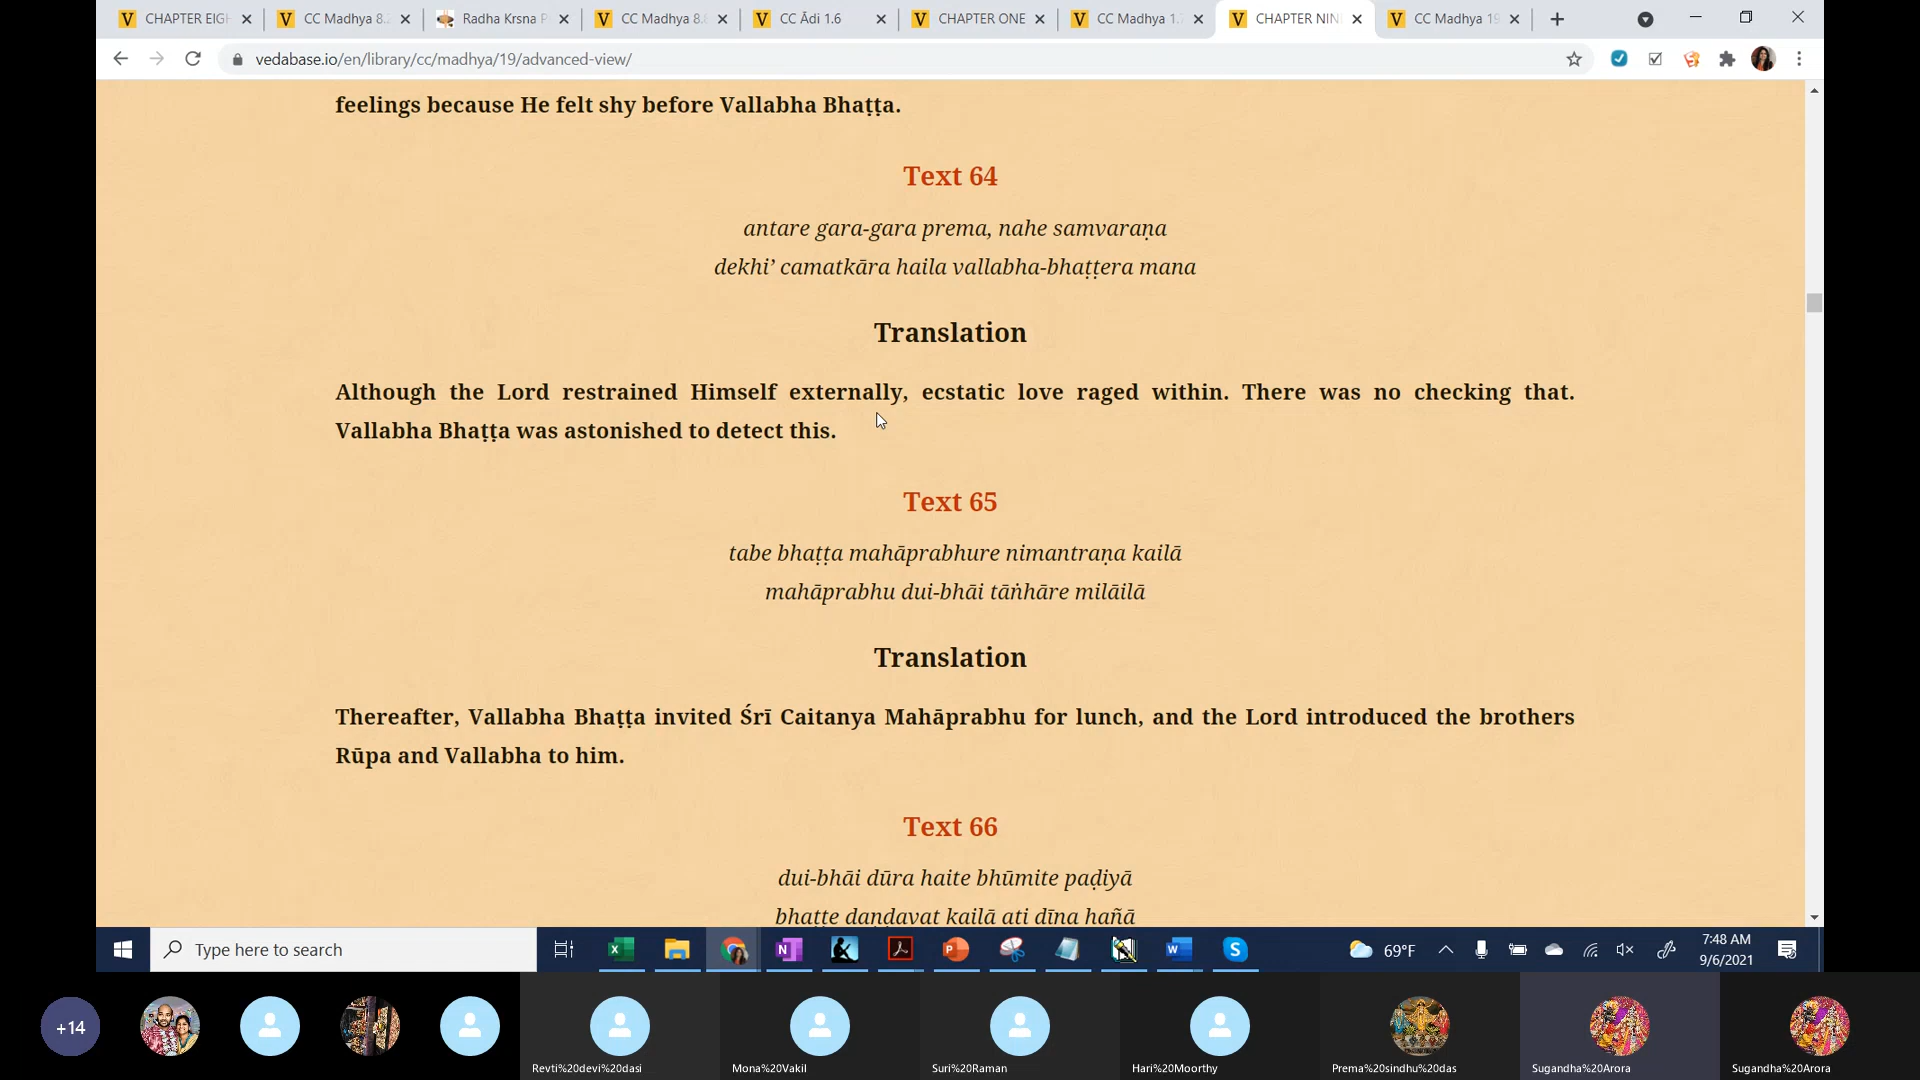 CHAPTER EIGH
CC Madhya 8.
Radha Krsna P
CC Madhya 8.
CC Ādi 1.6
CHAPTER ONE
CC Madhya 1.
CHAPTER NIN
CC Madhya 19
vedabase.io/en/library/cc/madhya/19/advanced-view/
feelings because He felt shy before Vallabha Bhaṭṭa.
Text 64
antare gara-gara prema, nahe samvaraṇa
dekhi’ camatkāra haila vallabha-bhaṭṭera mana
Translation
Although the Lord restrained Himself externally, ecstatic love raged within. There was no checking that.
Vallabha Bhaṭṭa was astonished to detect this.
Text 65
tabe bhaṭṭa mahāprabhure nimantraṇa kailā
mahāprabhu dui-bhāi tāṅhāre milāilā
Translation
Thereafter, Vallabha Bhaṭṭa invited Śrī Caitanya Mahāprabhu for lunch, and the Lord introduced the brothers
Rūpa and Vallabha to him.
Text 66
dui-bhāi dūra haite bhūmite paḍiyā
bhaṭṭe daṇḍavat kailā ati dīna hañā
Type here to search
69°F
7:48 AM
9/6/2021
+14
Revti%20devi%20dasi
Mona%20Vakil
Suri%20Raman
Hari%20Moorthy
Prema%20sindhu%20das
Sugandha%20Arora
Sugandha%20Arora